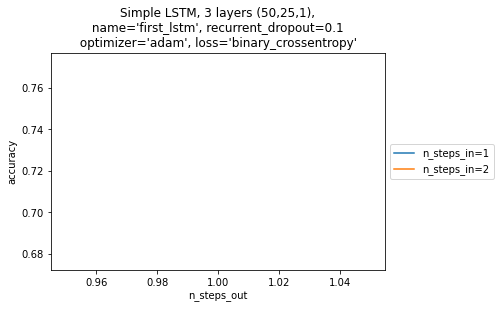 Simple LSTM, 3 layers (50,25,1),
name='first_lstm', recurrent_dropout=0.1
optimizer='adam', loss='binary_crossentropy'
0.76
0.74
0.72
0.70
0.68
accuracy
0.96 0.98 1.00 1.02 1.04
n_steps_out
n_steps_in=1
n_steps_in=2